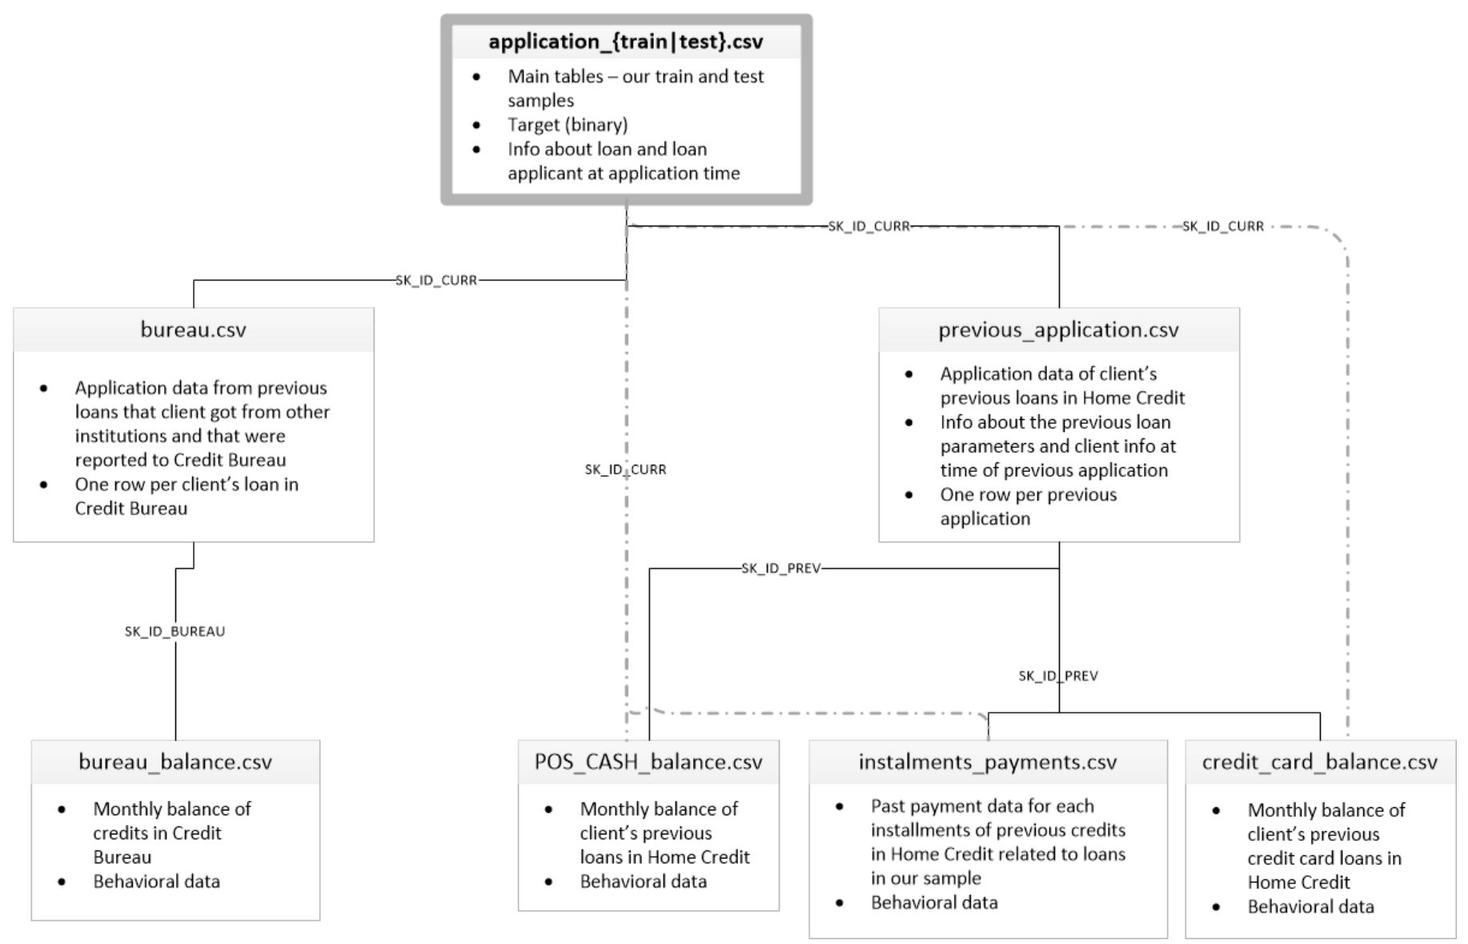 application_{train|test}.csv
• Main tables – our train and test
samples
• Target (binary)
• Info about loan and loan
applicant at application time
SK_ID_CURR
SK_ID_CURR
SK_ID_CURR
bureau.csv
• Application data from previous
loans that client got from other
institutions and that were
reported to Credit Bureau
• One row per client's loan in
Credit Bureau
previous_application.csv
• Application data of client's
previous loans in Home Credit
• Info about the previous loan
parameters and client info at
time of previous application
• One row per previous
application
SK_ID_CURR
SK_ID_PREV
SK_ID_BUREAU
SK_ID_PREV
bureau_balance.csv
• Monthly balance of
credits in Credit
Bureau
• Behavioral data
POS_CASH_balance.csv
• Monthly balance of
client's previous
loans in Home Credit
• Behavioral data
instalments_payments.csv
• Past payment data for each
installments of previous credits
in Home Credit related to loans
in our sample
• Behavioral data
credit_card_balance.csv
• Monthly balance of
client's previous
credit card loans in
Home Credit
• Behavioral data